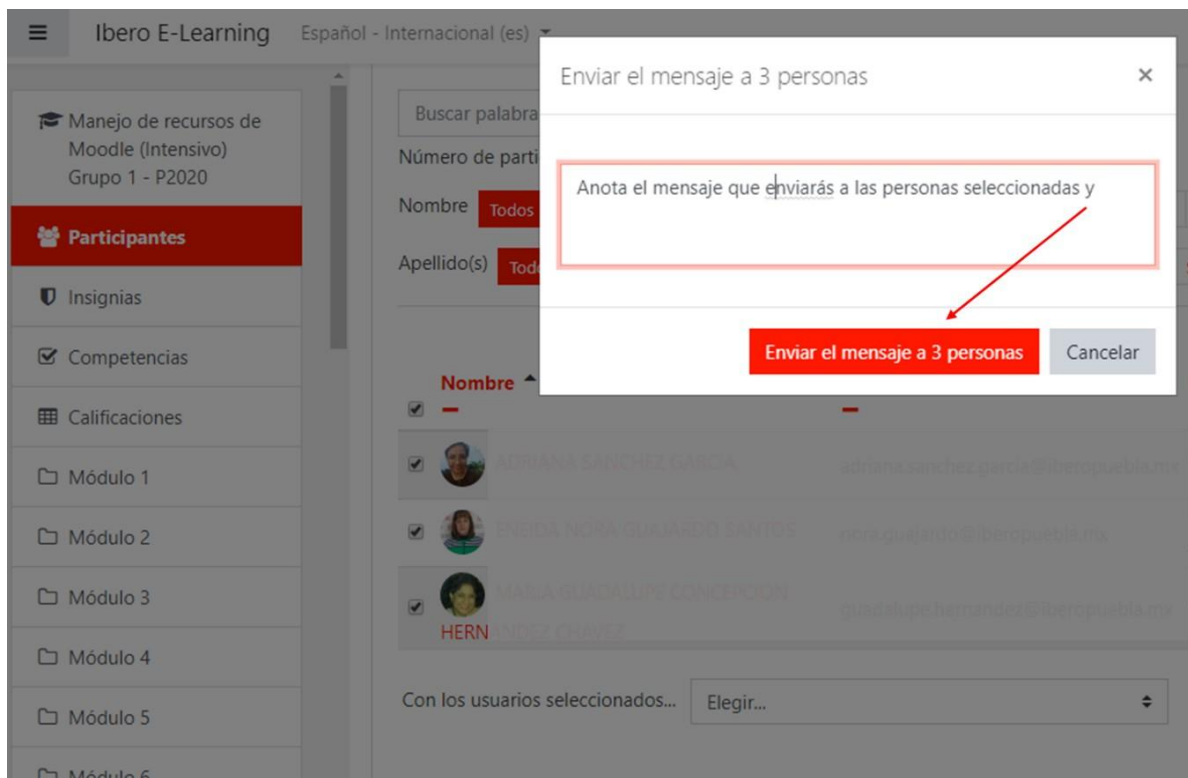 Ibero E-Learning Español - Internacional (es)
Enviar el mensaje a 3 personas ×
Manejo de recursos de
Moodle (Intensivo)
Grupo 1 - P2020
Participantes
Insignias
Competencias
Calificaciones
Módulo 1
Módulo 2
Módulo 3
Módulo 4
Módulo 5
Módulo 6
Buscar palabra
Número de parti
Nombre Todos
Apellido(s) Todo
Anota el mensaje que enviarás a las personas seleccionadas y
Enviar el mensaje a 3 personas Cancelar
Nombre
HERN
Con los usuarios seleccionados... Elegir...